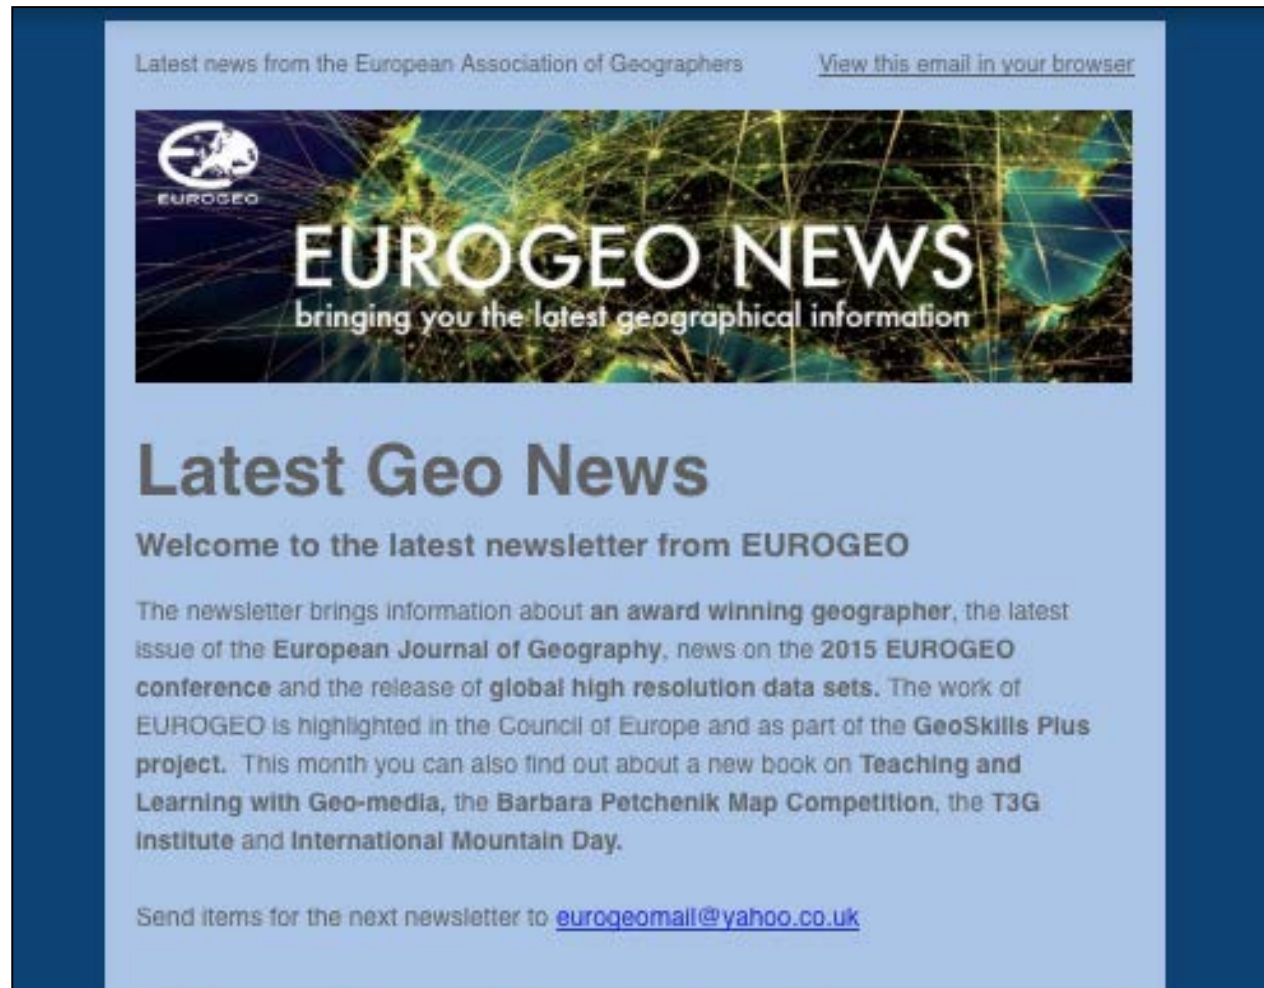 Latest news from the European Association of Geographers
View this email in your browser
EUROGEO
EUROGEO NEWS
bringing you the latest geographical information
Latest Geo News
Welcome to the latest newsletter from EUROGEO
The newsletter brings information about an award winning geographer, the latest
issue of the European Journal of Geography, news on the 2015 EUROGEO
conference and the release of global high resolution data sets. The work of
EUROGEO is highlighted in the Council of Europe and as part of the GeoSkills Plus
project.  This month you can also find out about a new book on Teaching and
Learning with Geo-media, the Barbara Petchenik Map Competition, the T3G
Institute and International Mountain Day.
Send items for the next newsletter to eurogeomail@yahoo.co.uk